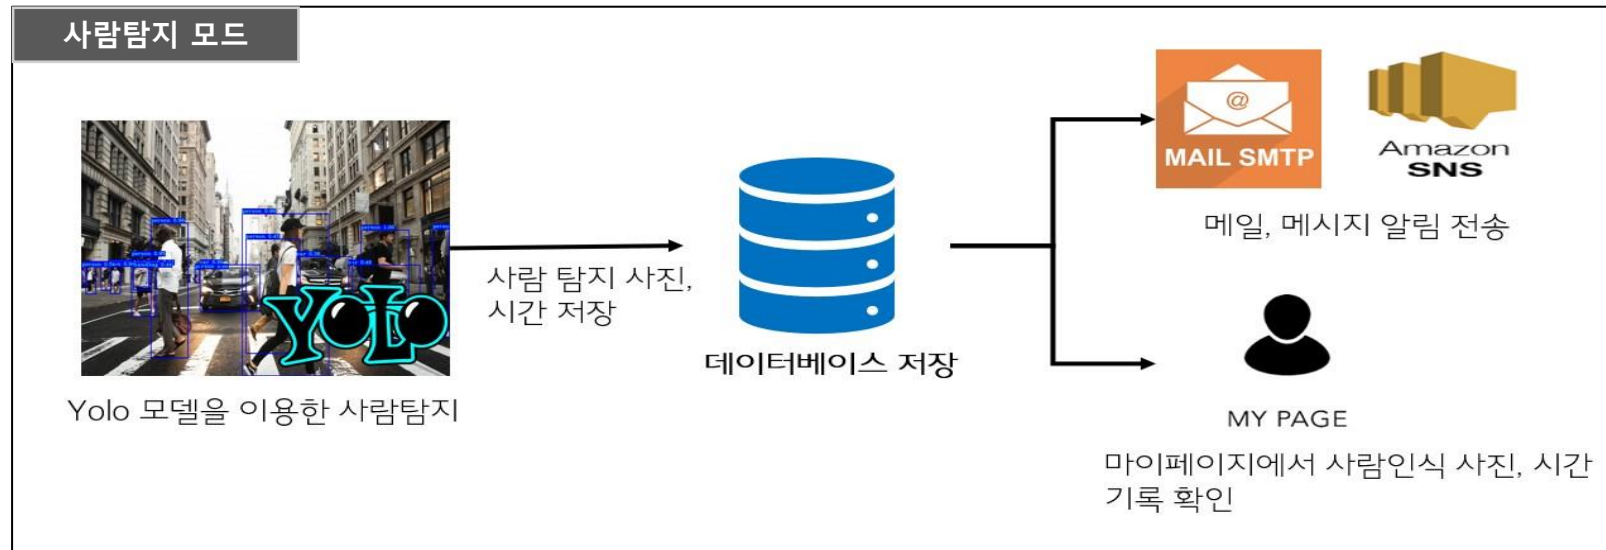 사람탐지 모드
YOLO
Yolo 모델을 이용한 사람탐지
사람 탐지 사진,
시간 저장
데이터베이스 저장
@
MAIL SMTP
Amazon
SNS
메일, 메시지 알림 전송
MY PAGE
마이페이지에서 사람인식 사진, 시간
기록 확인